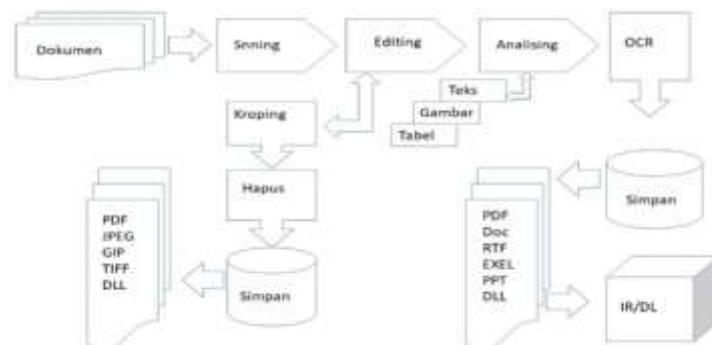 Dokumen
Snning
Editing
Analising
OCR
Teks
Gambar
Tabel
Kroping
Hapus
Simpan
PDF
JPEG
GIP
TIFF
DLL
Simpan
PDF
Doc
RTF
EXEL
PPT
DLL
IR/DL